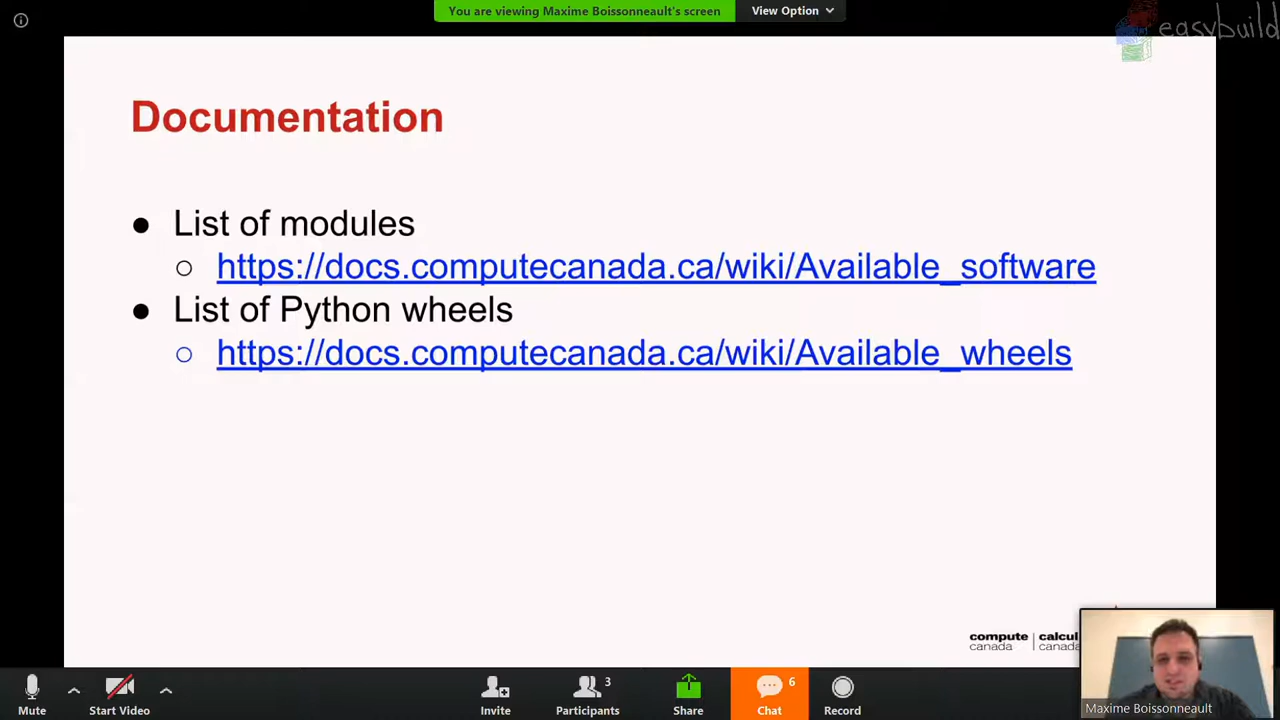 You are viewing Maxime Boissonneault's screen
View Option
easybuild
Documentation
● List of modules
○ https://docs.computecanada.ca/wiki/Available_software
● List of Python wheels
○ https://docs.computecanada.ca/wiki/Available_wheels
compute | calcul
canada | canada
Maxime Boissonneault
Mute
Start Video
Invite
Participants 3
Share
Chat 6
Record